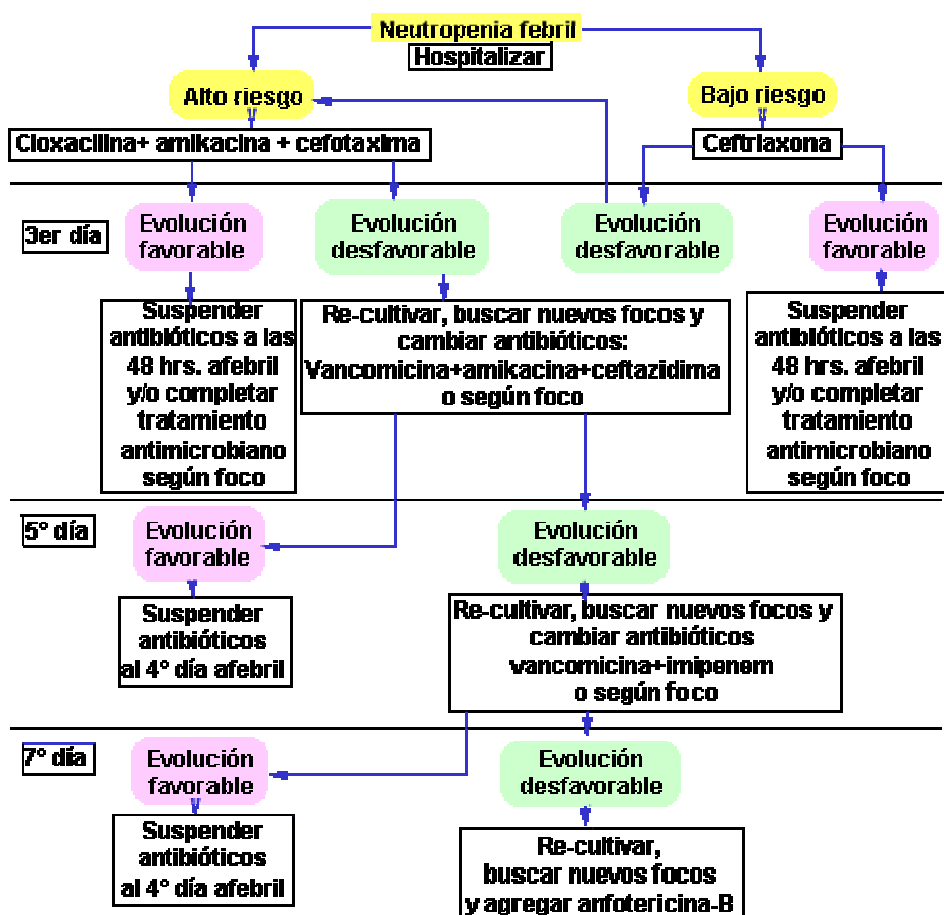 Neutropenia febril
Hospitalizar
Alto riesgo
Bajo riesgo
Cloxacilina+ amikacina + cefotaxima
Ceftriaxona
3er día
Evolución
favorable
Evolución
desfavorable
Evolución
desfavorable
Evolución
favorable
Suspender
antibióticos a las
48 hrs. afebril
y/o completar
tratamiento
antimicrobiano
según foco
Re-cultivar, buscar nuevos focos y
cambiar antibióticos:
Vancomicina+amikacina+ceftazidima
o según foco
Suspender
antibióticos a las
48 hrs. afebril
y/o completar
tratamiento
antimicrobiano
según foco
5° día
Evolución
favorable
Evolución
desfavorable
Suspender
antibióticos
al 4° día afebril
Re-cultivar, buscar nuevos focos y
cambiar antibióticos
vancomicina+imipenem
o según foco
7° día
Evolución
favorable
Evolución
desfavorable
Suspender
antibióticos
al 4° día afebril
Re-cultivar,
buscar nuevos focos
y agregar anfotericina-B